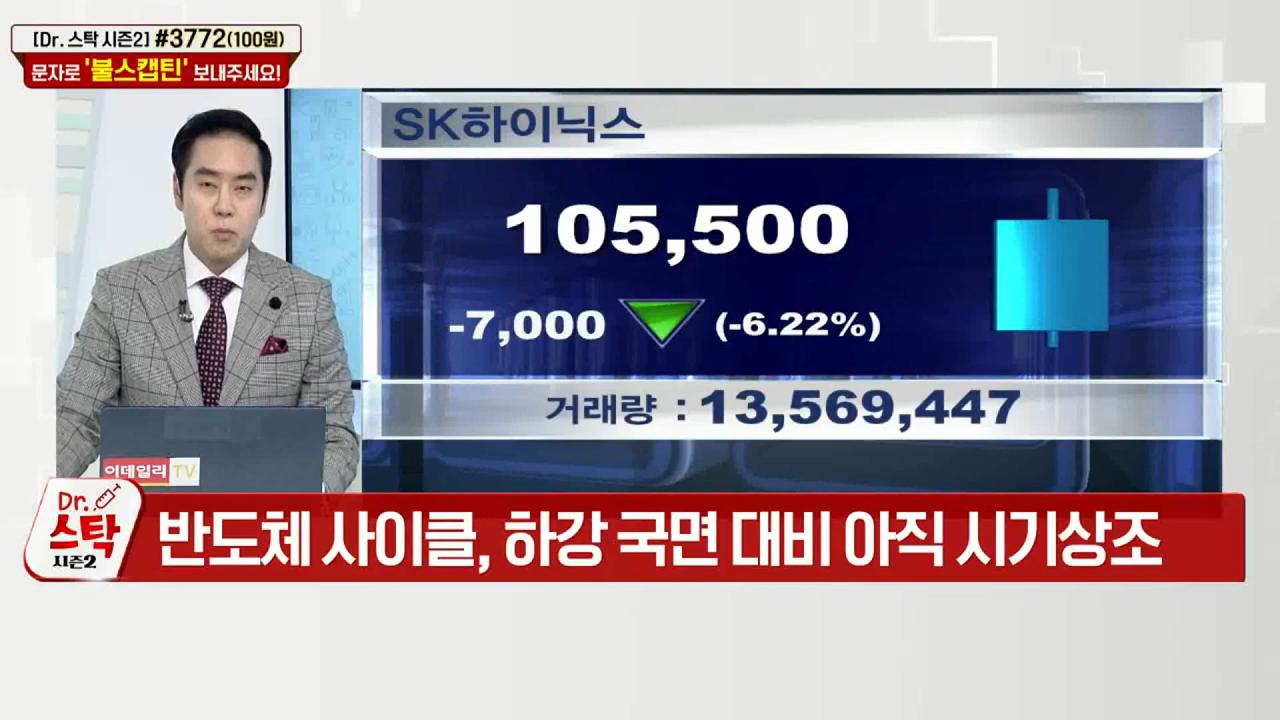 [Dr. 스탁 시즌2] #3772(100원)
문자로 '불스캡틴' 보내주세요!
SK하이닉스
105,500
-7,000 (-6.22%)
거래량 : 13,569,447
이데일리 TV
Dr.
스탁
시즌2
반도체 사이클, 하강 국면 대비 아직 시기상조